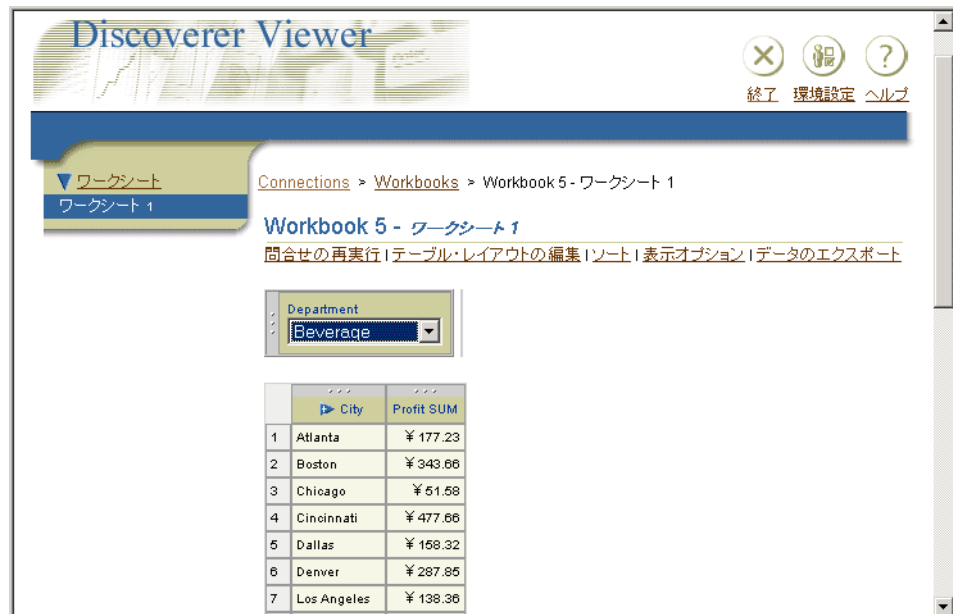 Discoverer Viewer
終了 環境設定 ヘルプ
ワークシート
ワークシート 1
Connections > Workbooks > Workbook 5 - ワークシート 1
Workbook 5 - ワークシート 1
問合せの再実行 | テーブル・レイアウトの編集 | ソート | 表示オプション | データのエクスポート
Department
Beverage
City Profit SUM
1 Atlanta ¥ 177.23
2 Boston ¥ 343.66
3 Chicago ¥ 51.58
4 Cincinnati ¥ 477.66
5 Dallas ¥ 158.32
6 Denver ¥ 287.85
7 Los Angeles ¥ 138.36